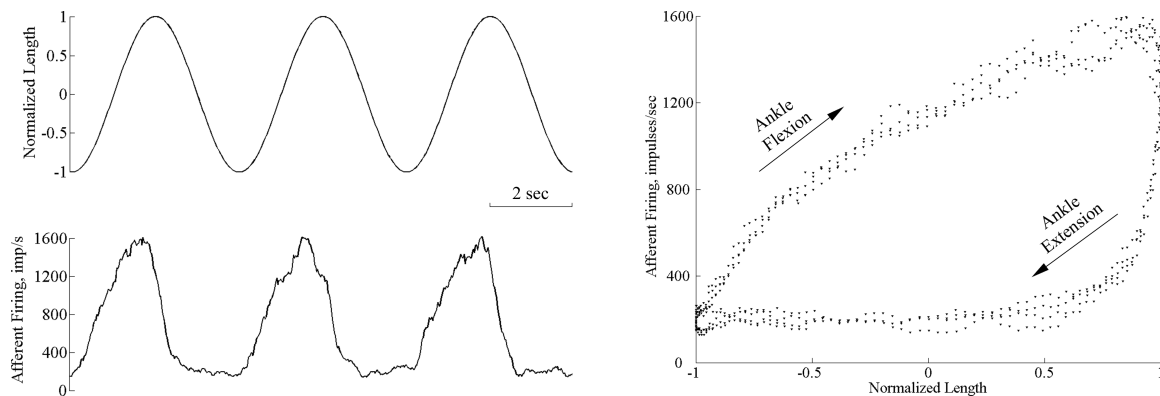 Normalized Length
1
0.5
0
-0.5
-1
2 sec
Afferent Firing, imp/s
1600
1200
800
400
0
Afferent Firing, impulses/sec
1600
1200
800
400
0
Ankle
Flexion
Ankle
Extension
-1
-0.5
0
0.5
1
Normalized Length